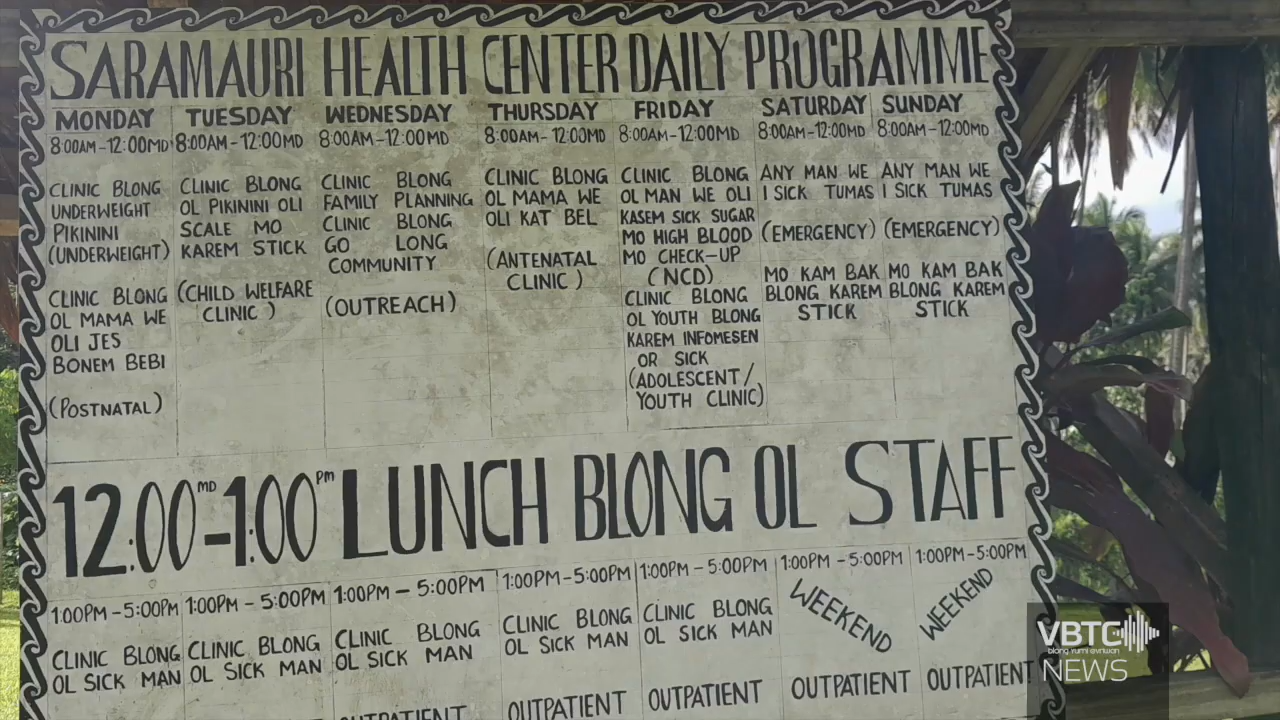 SARAMAURI HEALTH CENTER DAILY PROGRAMME
MONDAY
8:00AM-12:00MD
CLINIC BLONG
UNDERWEIGHT
PIKININI
(UNDERWEIGHT)
CLINIC BLONG
OL MAMA WE
OLI JES
BONEM BEBI
(POSTNATAL)
TUESDAY
8:00AM-12:00MD
CLINIC BLONG
OL PIKININI OLI
SCALE MO
KAREM STICK
(CHILD WELFARE
CLINIC)
WEDNESDAY
8:00AM-12:00MD
CLINIC BLONG
FAMILY PLANNING
CLINIC BLONG
GO LONG
COMMUNITY
(OUTREACH)
THURSDAY
8:00AM-12:00MD
CLINIC BLONG
OL MAMA WE
OLI KAT BEL
(ANTENATAL
CLINIC)
FRIDAY
8:00AM-12:00MD
CLINIC BLONG
OL MAN WE OLI
KASEM SICK SUGAR
MO HIGH BLOOD
MO CHECK-UP
(NCD)
CLINIC BLONG
OL YOUTH BLONG
KAREM INFOMESEN
OR SICK
(ADOLESCENT/
YOUTH CLINIC)
SATURDAY
8:00AM-12:00MD
ANY MAN WE
I SICK TUMAS
(EMERGENCY)
MO KAM BAK
BLONG KAREM
STICK
SUNDAY
8:00AM-12:00MD
ANY MAN WE
I SICK TUMAS
(EMERGENCY)
MO KAM BAK
BLONG KAREM
STICK
12:00MD-1:00PM LUNCH BLONG OL STAFF
1:00PM-5:00PM
CLINIC BLONG
OL SICK MAN
1:00PM-5:00PM
CLINIC BLONG
OL SICK MAN
1:00PM-5:00PM
CLINIC BLONG
OL SICK MAN
OUTPATIENT
1:00PM-5:00PM
CLINIC BLONG
OL SICK MAN
OUTPATIENT
1:00PM-5:00PM
CLINIC BLONG
OL SICK MAN
OUTPATIENT
1:00PM-5:00PM
WEEKEND
OUTPATIENT
1:00PM-5:00PM
WEEKEND
OUTPATIENT
VBTC
blong yumi evriwan
NEWS